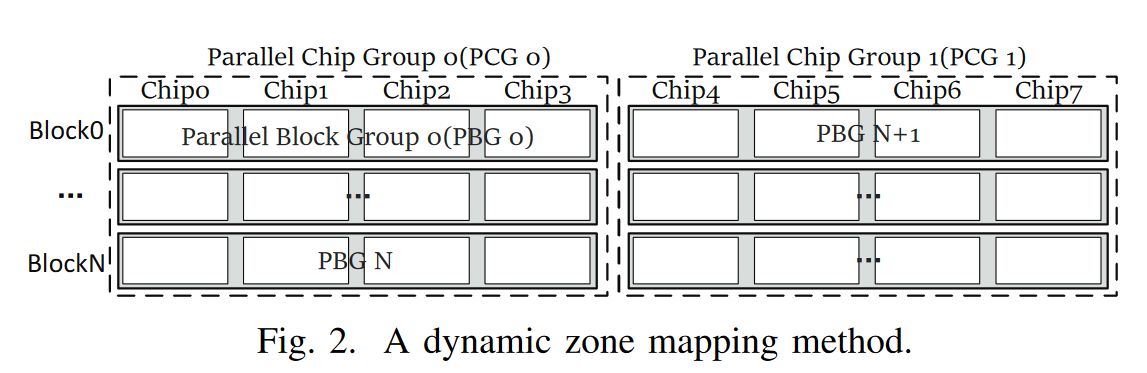 Parallel Chip Group 0(PCG 0) Parallel Chip Group 1(PCG 1)
Chip0 Chip1 Chip2 Chip3 Chip4 Chip5 Chip6 Chip7
Block0 Parallel Block Group 0(PBG 0) PBG N+1
... ... ...
BlockN PBG N ...
Fig. 2. A dynamic zone mapping method.